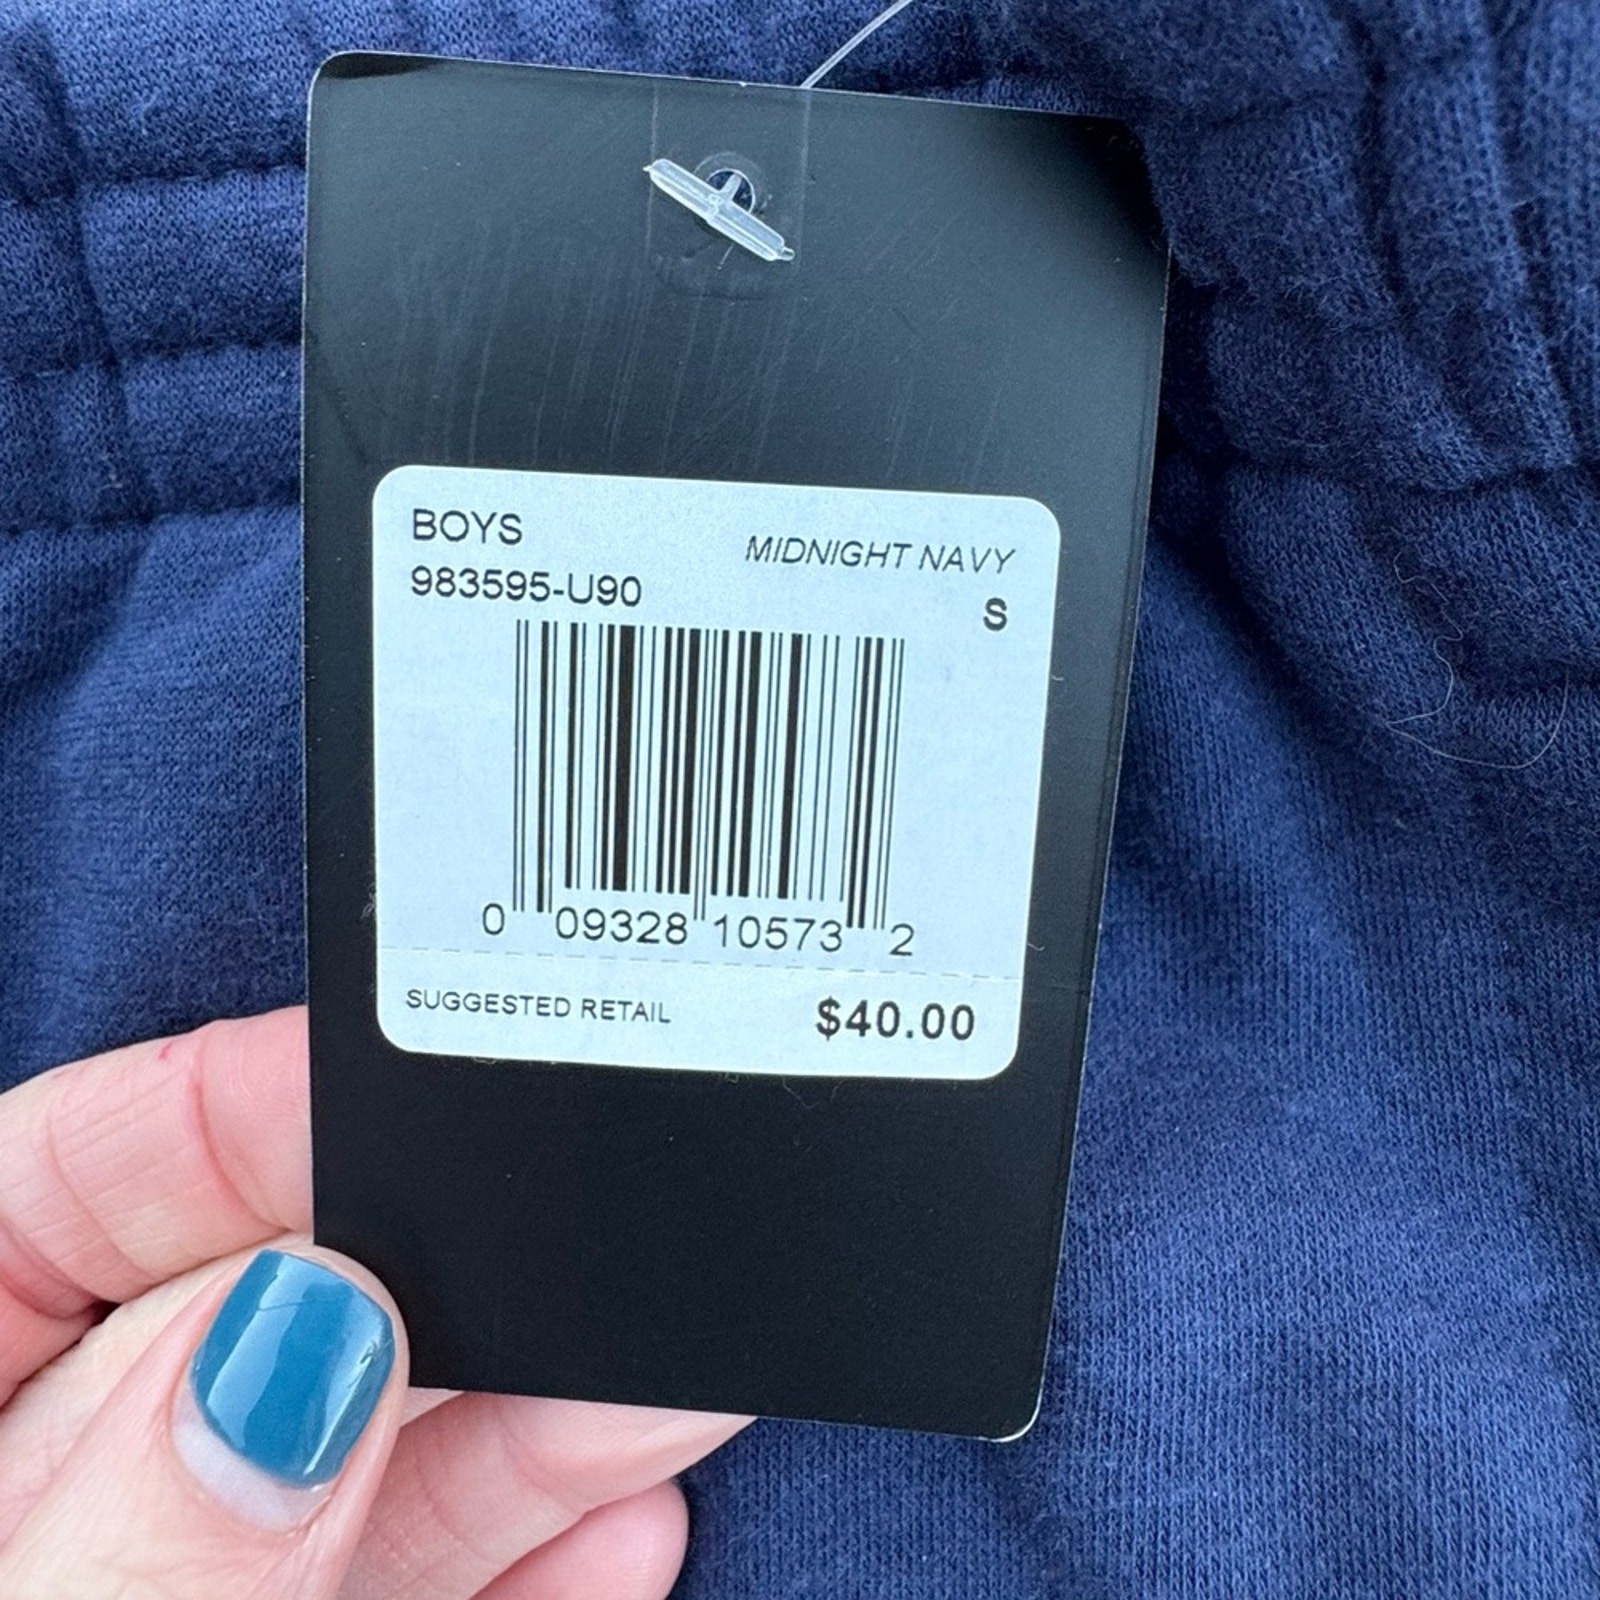 BOYS
MIDNIGHT NAVY
983595-U90
S
0 09328 10573 2
SUGGESTED RETAIL $40.00